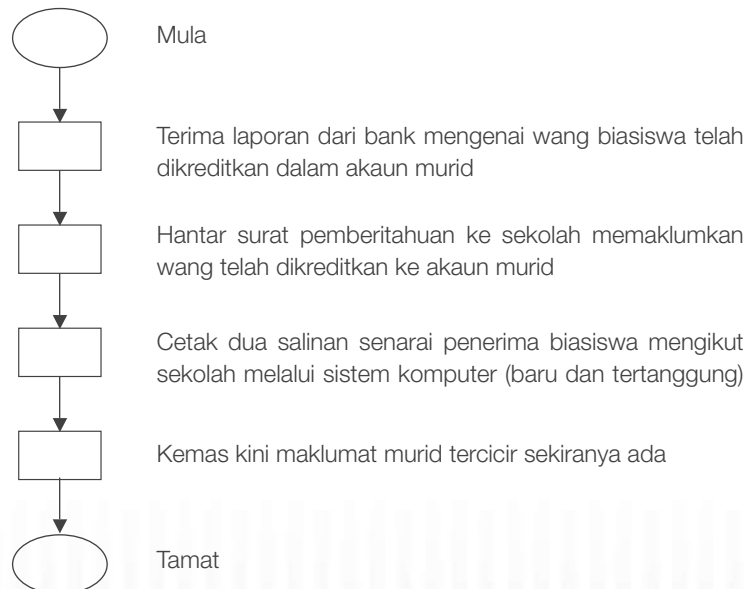 Mula
Terima laporan dari bank mengenai wang biasiswa telah
dikreditkan dalam akaun murid
Hantar surat pemberitahuan ke sekolah memaklumkan
wang telah dikreditkan ke akaun murid
Cetak dua salinan senarai penerima biasiswa mengikut
sekolah melalui sistem komputer (baru dan tertanggung)
Kemas kini maklumat murid tercicir sekiranya ada
Tamat